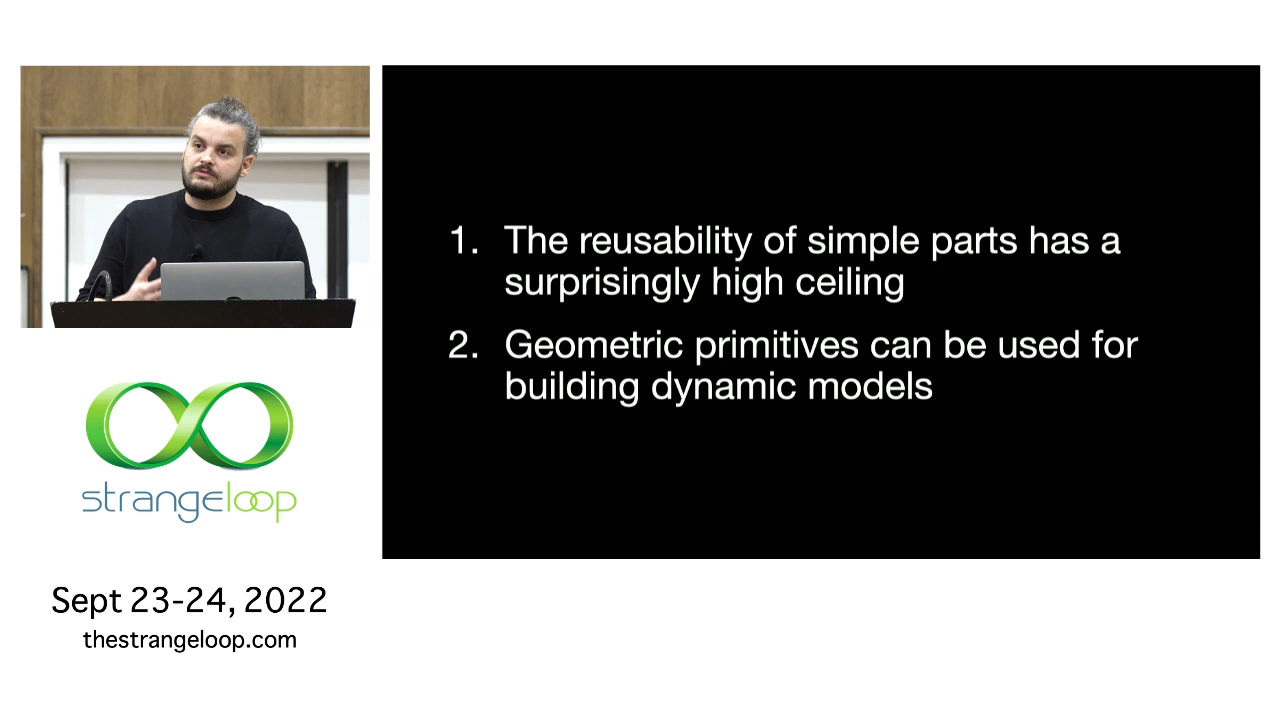 1. The reusability of simple parts has a
surprisingly high ceiling
2. Geometric primitives can be used for
building dynamic models
strangeloop
Sept 23-24, 2022
thestrangeloop.com